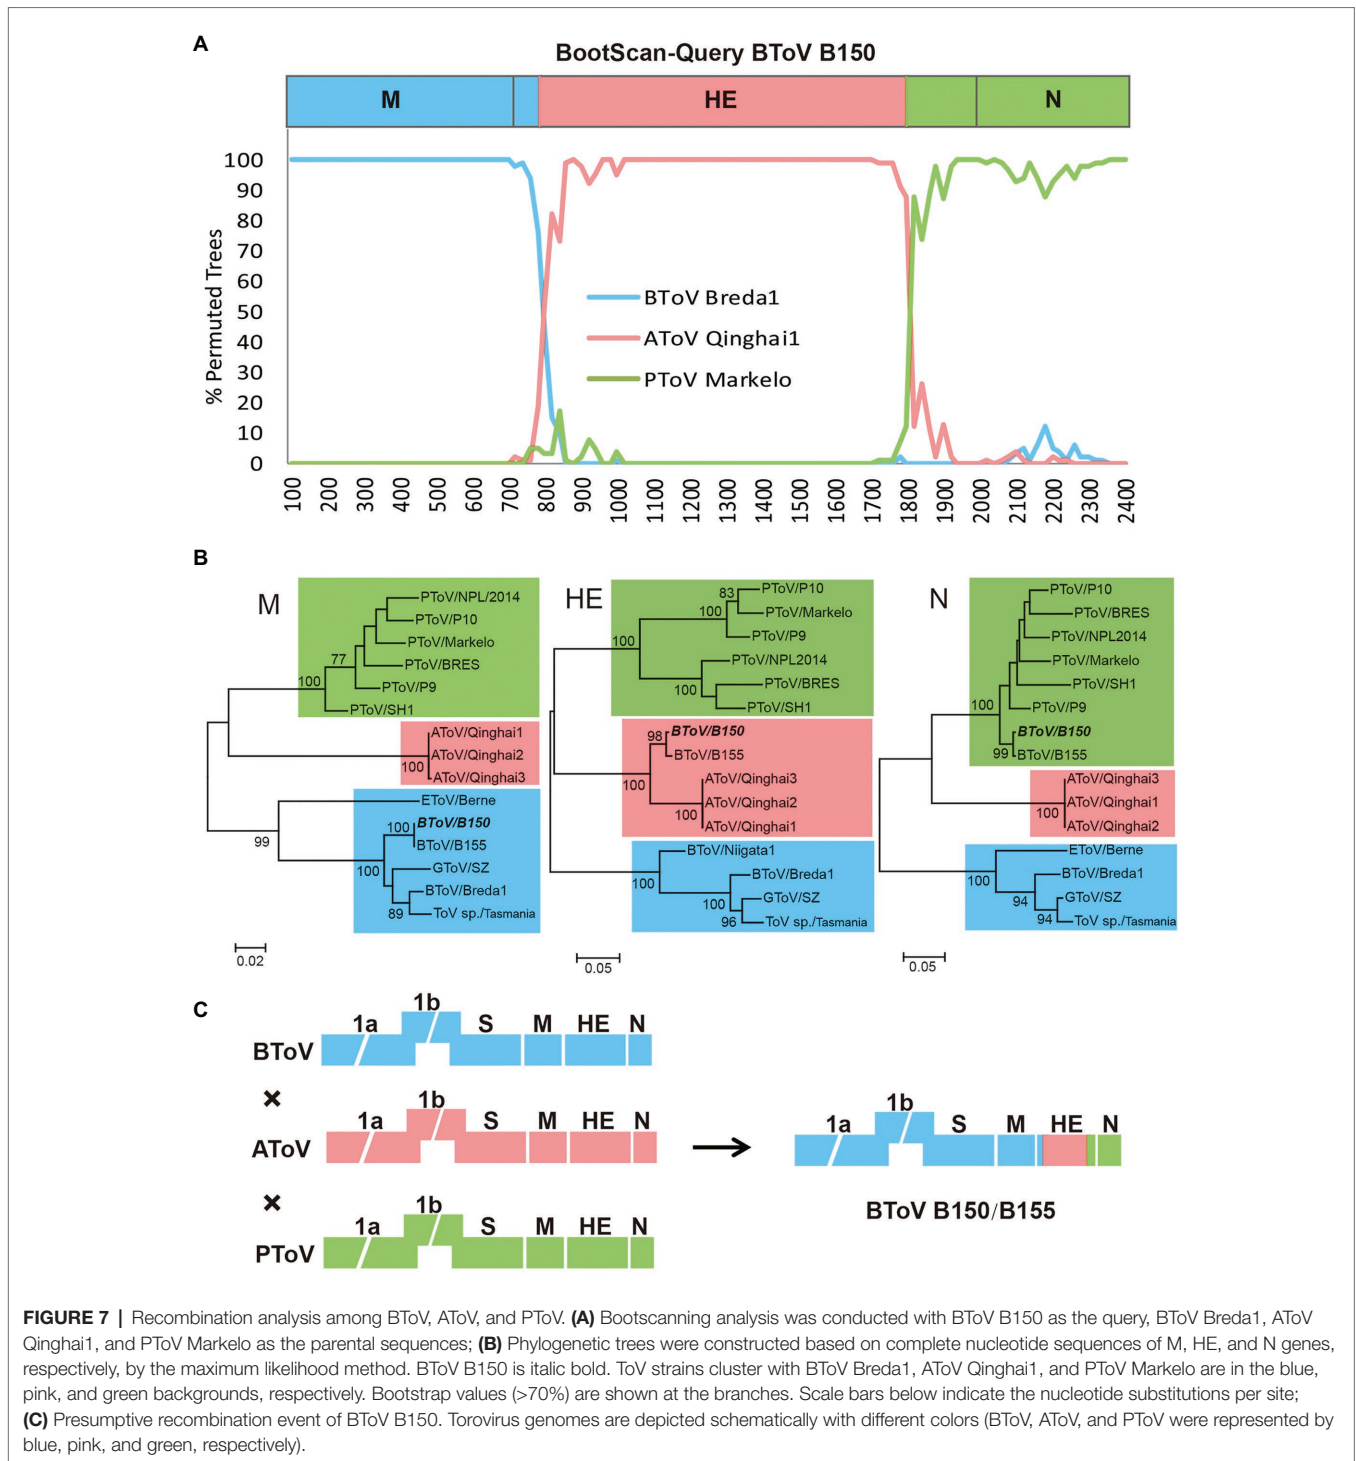 A
BootScan-Query BToV B150
M HE N
% Permuted Trees
100
90
80
70
60
50
40
30
20
10
0
BToV Breda1
AToV Qinghai1
PToV Markelo
100 200 300 400 500 600 700 800 900 1000 1100 1200 1300 1400 1500 1600 1700 1800 1900 2000 2100 2200 2300 2400
B
M
PToV/NPL/2014
PToV/P10
PToV/Markelo
77
PToV/BRES
100
PToV/P9
PToV/SH1
AToV/Qinghai1
AToV/Qinghai2
100
AToV/Qinghai3
EToV/Berne
100
BToV/B150
99
BToV/B155
100
GToV/SZ
BToV/Breda1
89
ToV sp./Tasmania
0.02
HE
83
PToV/P10
100
PToV/Markelo
PToV/P9
100
PToV/NPL2014
100
PToV/BRES
PToV/SH1
98
BToV/B150
BToV/B155
100
AToV/Qinghai3
AToV/Qinghai2
100
AToV/Qinghai1
BToV/Niigata1
100
BToV/Breda1
100
GToV/SZ
96
ToV sp./Tasmania
0.05
N
PToV/P10
PToV/BRES
PToV/NPL2014
PToV/Markelo
PToV/SH1
100
PToV/P9
BToV/B150
99
BToV/B155
AToV/Qinghai3
AToV/Qinghai1
100
AToV/Qinghai2
EToV/Berne
100
BToV/Breda1
94
GToV/SZ
94
ToV sp./Tasmania
0.05
C
1a 1b S M HE N
BToV
×
1a 1b S M HE N
AToV
×
1a 1b S M HE N
PToV
1a 1b S M HE N
BToV B150/B155
FIGURE 7 | Recombination analysis among BToV, AToV, and PToV. (A) Bootscanning analysis was conducted with BToV B150 as the query, BToV Breda1, AToV
Qinghai1, and PToV Markelo as the parental sequences; (B) Phylogenetic trees were constructed based on complete nucleotide sequences of M, HE, and N genes,
respectively, by the maximum likelihood method. BToV B150 is italic bold. ToV strains cluster with BToV Breda1, AToV Qinghai1, and PToV Markelo are in the blue,
pink, and green backgrounds, respectively. Bootstrap values (>70%) are shown at the branches. Scale bars below indicate the nucleotide substitutions per site;
(C) Presumptive recombination event of BToV B150. Torovirus genomes are depicted schematically with different colors (BToV, AToV, and PToV were represented by
blue, pink, and green, respectively).